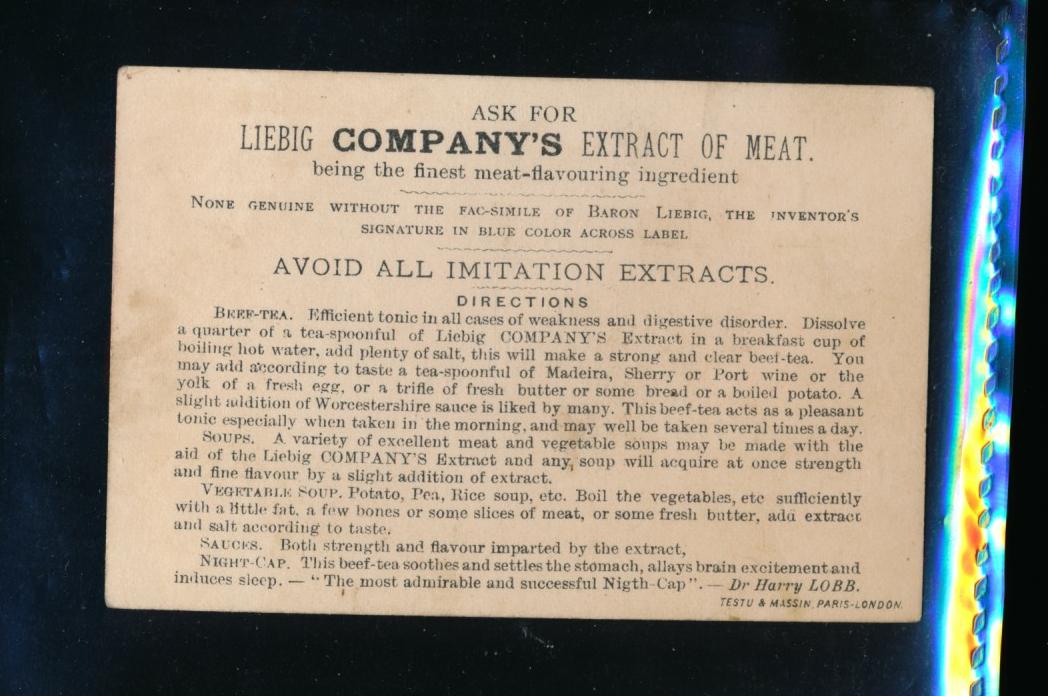 ASK FOR
LIEBIG COMPANY'S EXTRACT OF MEAT.
being the finest meat-flavouring ingredient
NONE GENUINE WITHOUT THE FAC-SIMILE OF BARON LIEBIG, THE INVENTOR'S
SIGNATURE IN BLUE COLOR ACROSS LABEL
AVOID ALL IMITATION EXTRACTS.
DIRECTIONS
BEEF-TEA. Efficient tonic in all cases of weakness and digestive disorder. Dissolve
a quarter of a tea-spoonful of Liebig COMPANY'S Extract in a breakfast cup of
boiling hot water, add plenty of salt, this will make a strong and clear beef-tea. You
may add according to taste a tea-spoonful of Madeira, Sherry or Port wine or the
yolk of a fresh egg, or a trifle of fresh butter or some bread or a boiled potato. A
slight addition of Worcestershire sauce is liked by many. This beef-tea acts as a pleasant
tonic especially when taken in the morning, and may well be taken several times a day.
SOUPS. A variety of excellent meat and vegetable soups may be made with the
aid of the Liebig COMPANY'S Extract and any soup will acquire at once strength
and fine flavour by a slight addition of extract.
VEGETABLE SOUP. Potato, Pea, Rice soup, etc. Boil the vegetables, etc sufficiently
with a little fat, a few bones or some slices of meat, or some fresh butter, add extract
and salt according to taste.
SAUCES. Both strength and flavour imparted by the extract,
NIGHT-CAP. This beef-tea soothes and settles the stomach, allays brain excitement and
induces sleep. — "The most admirable and successful Nigth-Cap". — Dr Harry LOBB.
TESTU & MASSIN, PARIS-LONDON.